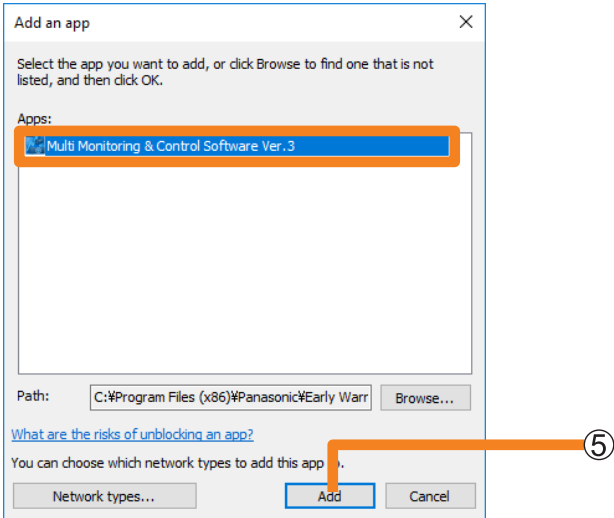 Add an app
Select the app you want to add, or click Browse to find one that is not
listed, and then click OK.
Apps:
Multi Monitoring & Control Software Ver.3
Path:
C:¥Program Files (x86)¥Panasonic¥Early Warr
Browse...
What are the risks of unblocking an app?
⑤
You can choose which network types to add this app
Network types...
Add
Cancel